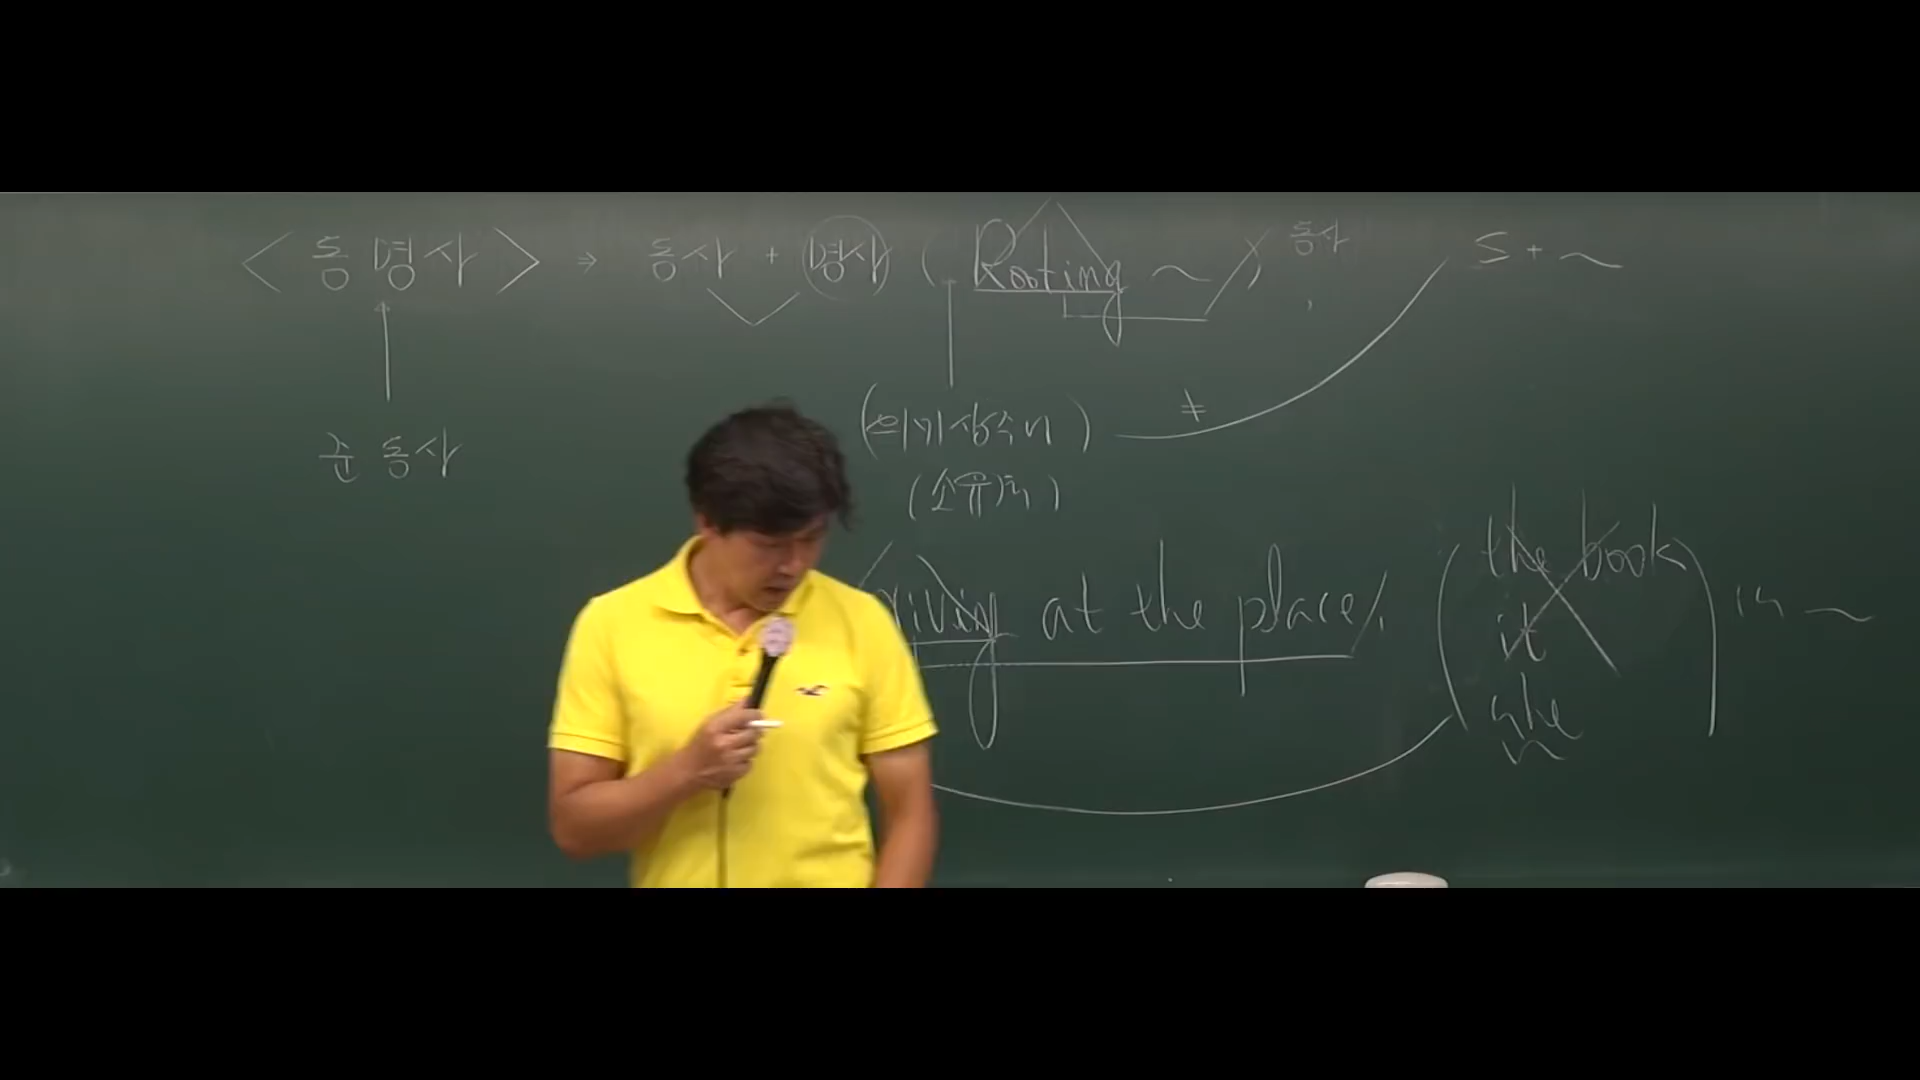 < 동명사 > ⇒ 동사 + 명사 ( Rooting ~ ) 동사 S + ~
(의미상주어) ≠
준동사
(소유격)
the book
at the place, it is ~
she